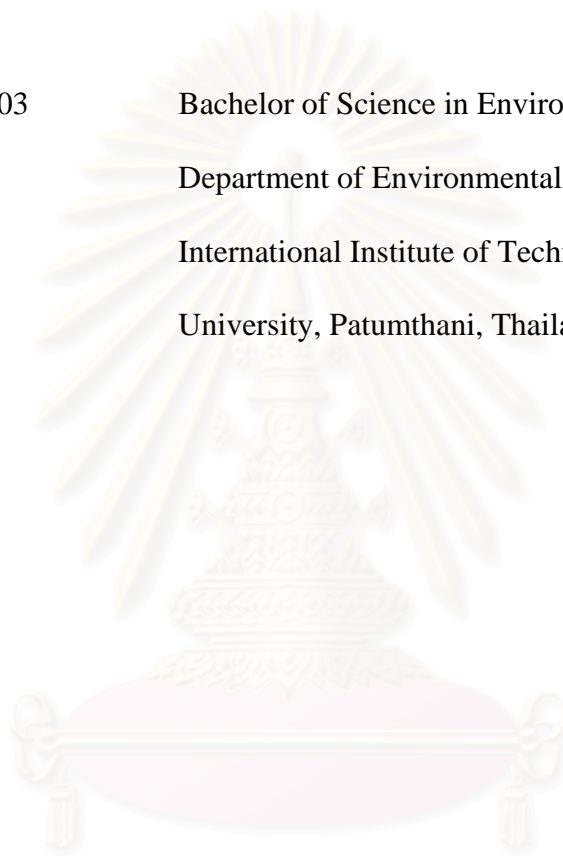 03 Bachelor of Science in Enviro
Department of Environmental
International Institute of Tech
University, Patumthani, Thaila